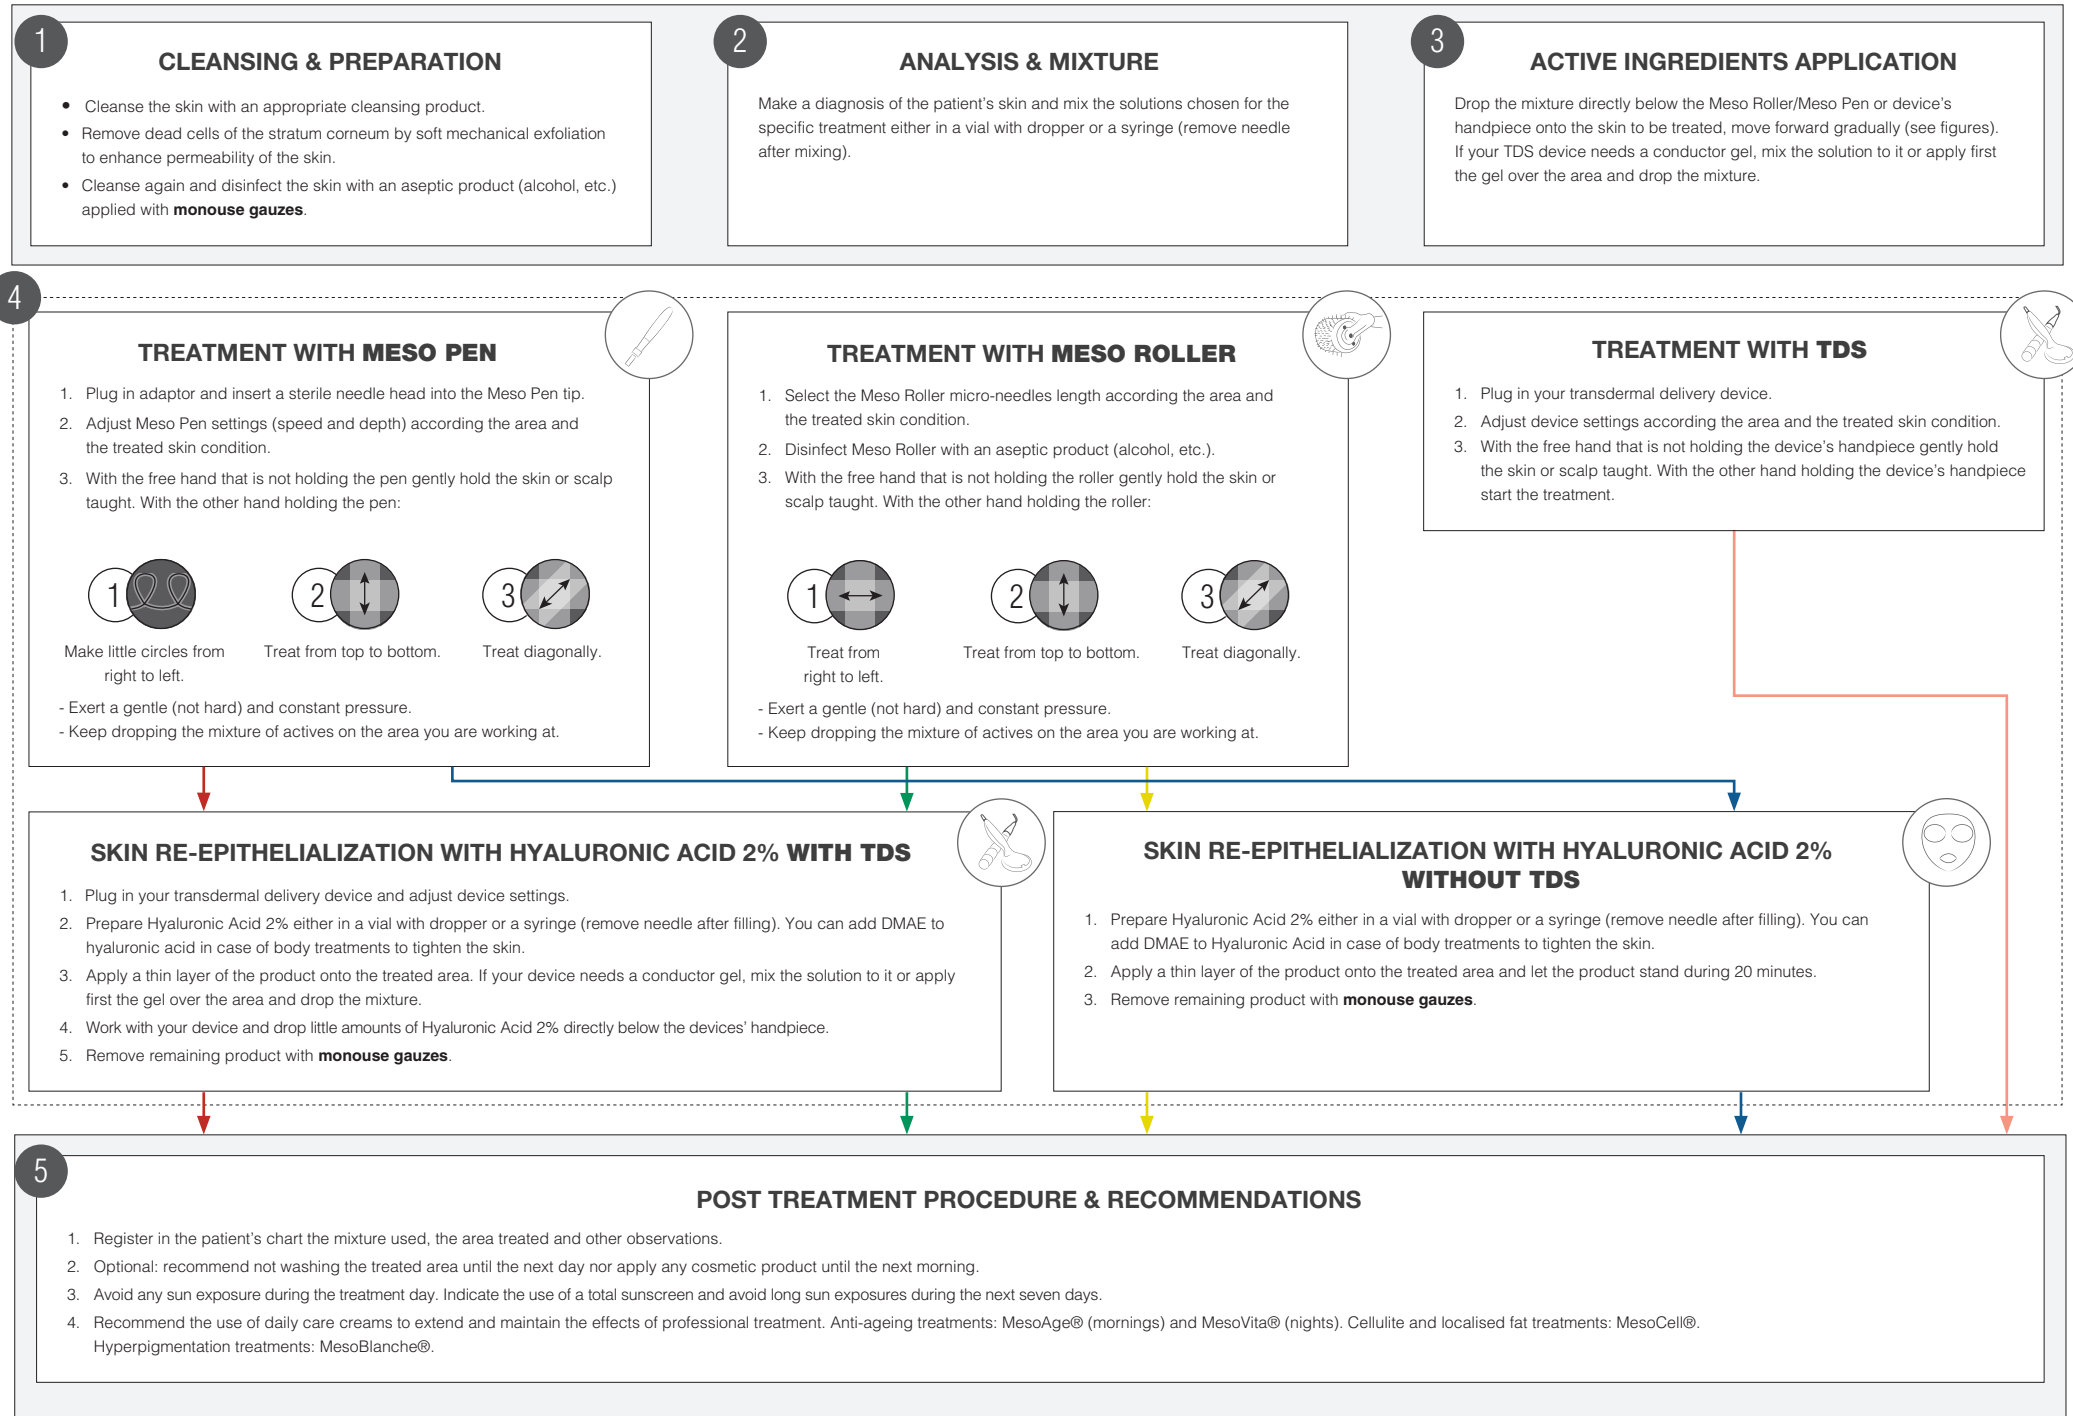 1
CLEANSING & PREPARATION
• Cleanse the skin with an appropriate cleansing product.
• Remove dead cells of the stratum corneum by soft mechanical exfoliation
to enhance permeability of the skin.
• Cleanse again and disinfect the skin with an aseptic product (alcohol, etc.)
applied with monouse gauzes.
2
ANALYSIS & MIXTURE
Make a diagnosis of the patient's skin and mix the solutions chosen for the
specific treatment either in a vial with dropper or a syringe (remove needle
after mixing).
3
ACTIVE INGREDIENTS APPLICATION
Drop the mixture directly below the Meso Roller/Meso Pen or device's
handpiece onto the skin to be treated, move forward gradually (see figures).
If your TDS device needs a conductor gel, mix the solution to it or apply first
the gel over the area and drop the mixture.
4
TREATMENT WITH MESO PEN
1. Plug in adaptor and insert a sterile needle head into the Meso Pen tip.
2. Adjust Meso Pen settings (speed and depth) according the area and
the treated skin condition.
3. With the free hand that is not holding the pen gently hold the skin or scalp
taught. With the other hand holding the pen:
1
2
3
Make little circles from
right to left.
Treat from top to bottom.
Treat diagonally.
- Exert a gentle (not hard) and constant pressure.
- Keep dropping the mixture of actives on the area you are working at.
TREATMENT WITH MESO ROLLER
1. Select the Meso Roller micro-needles length according the area and
the treated skin condition.
2. Disinfect Meso Roller with an aseptic product (alcohol, etc.).
3. With the free hand that is not holding the roller gently hold the skin or
scalp taught. With the other hand holding the roller:
1
2
3
Treat from
right to left.
Treat from top to bottom.
Treat diagonally.
- Exert a gentle (not hard) and constant pressure.
- Keep dropping the mixture of actives on the area you are working at.
TREATMENT WITH TDS
1. Plug in your transdermal delivery device.
2. Adjust device settings according the area and the treated skin condition.
3. With the free hand that is not holding the device's handpiece gently hold
the skin or scalp taught. With the other hand holding the device's handpiece
start the treatment.
SKIN RE-EPITHELIALIZATION WITH HYALURONIC ACID 2% WITH TDS
1. Plug in your transdermal delivery device and adjust device settings.
2. Prepare Hyaluronic Acid 2% either in a vial with dropper or a syringe (remove needle after filling). You can add DMAE to
hyaluronic acid in case of body treatments to tighten the skin.
3. Apply a thin layer of the product onto the treated area. If your device needs a conductor gel, mix the solution to it or apply
first the gel over the area and drop the mixture.
4. Work with your device and drop little amounts of Hyaluronic Acid 2% directly below the devices' handpiece.
5. Remove remaining product with monouse gauzes.
SKIN RE-EPITHELIALIZATION WITH HYALURONIC ACID 2%
WITHOUT TDS
1. Prepare Hyaluronic Acid 2% either in a vial with dropper or a syringe (remove needle after filling). You can
add DMAE to Hyaluronic Acid in case of body treatments to tighten the skin.
2. Apply a thin layer of the product onto the treated area and let the product stand during 20 minutes.
3. Remove remaining product with monouse gauzes.
5
POST TREATMENT PROCEDURE & RECOMMENDATIONS
1. Register in the patient's chart the mixture used, the area treated and other observations.
2. Optional: recommend not washing the treated area until the next day nor apply any cosmetic product until the next morning.
3. Avoid any sun exposure during the treatment day. Indicate the use of a total sunscreen and avoid long sun exposures during the next seven days.
4. Recommend the use of daily care creams to extend and maintain the effects of professional treatment. Anti-ageing treatments: MesoAge® (mornings) and MesoVita® (nights). Cellulite and localised fat treatments: MesoCell®.
Hyperpigmentation treatments: MesoBlanche®.